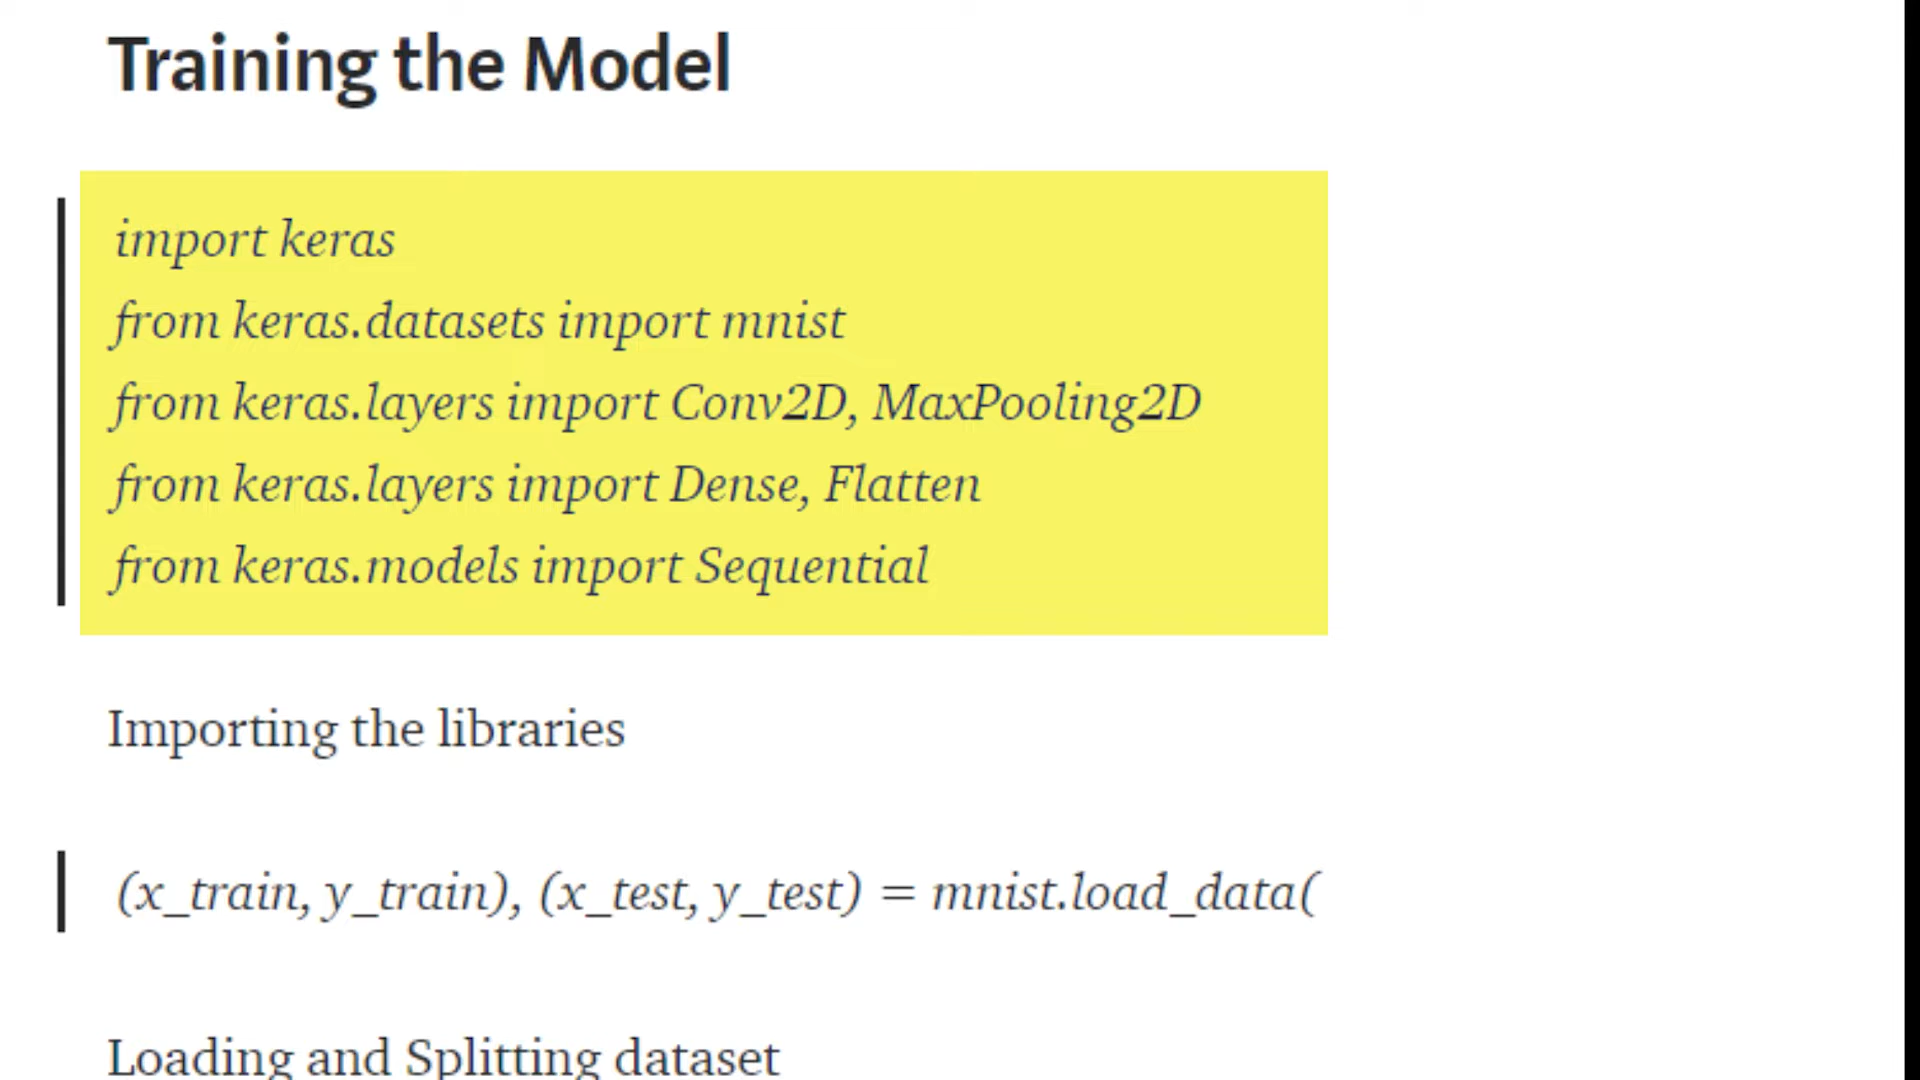 Training the Model
import keras
from keras.datasets import mnist
from keras.layers import Conv2D, MaxPooling2D
from keras.layers import Dense, Flatten
from keras.models import Sequential
Importing the libraries
(x_train, y_train), (x_test, y_test) = mnist.load_data(
Loading and Splitting dataset